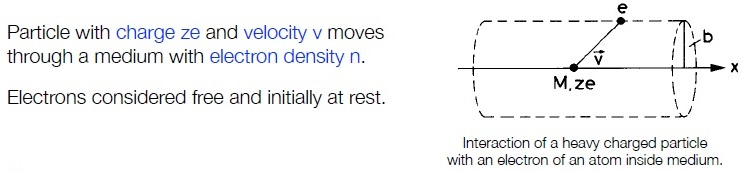 Particle with charge ze and velocity v moves
through a medium with electron density n.
Electrons considered free and initially at rest.
e
b
v⃗
x
M,ze
Interaction of a heavy charged particle
with an electron of an atom inside medium.